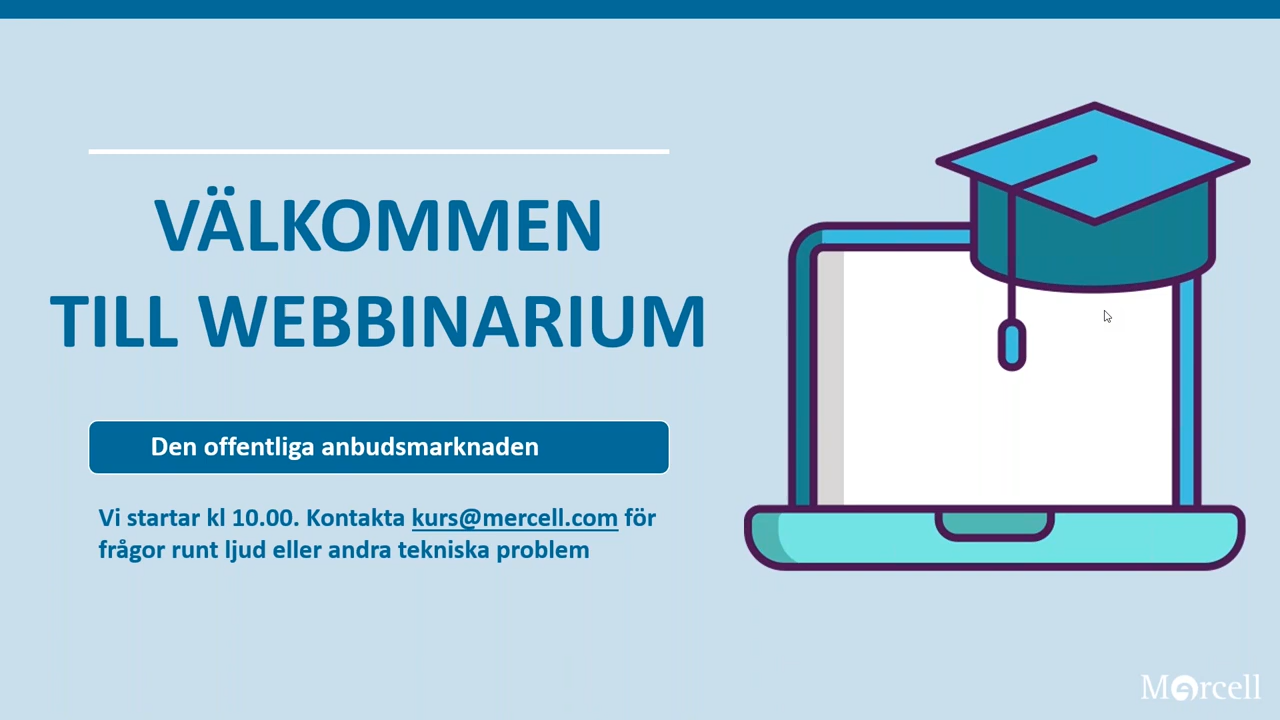 VÄLKOMMEN
TILL WEBBINARIUM
Den offentliga anbudsmarknaden
Vi startar kl 10.00. Kontakta kurs@mercell.com för
frågor runt ljud eller andra tekniska problem
Mercell